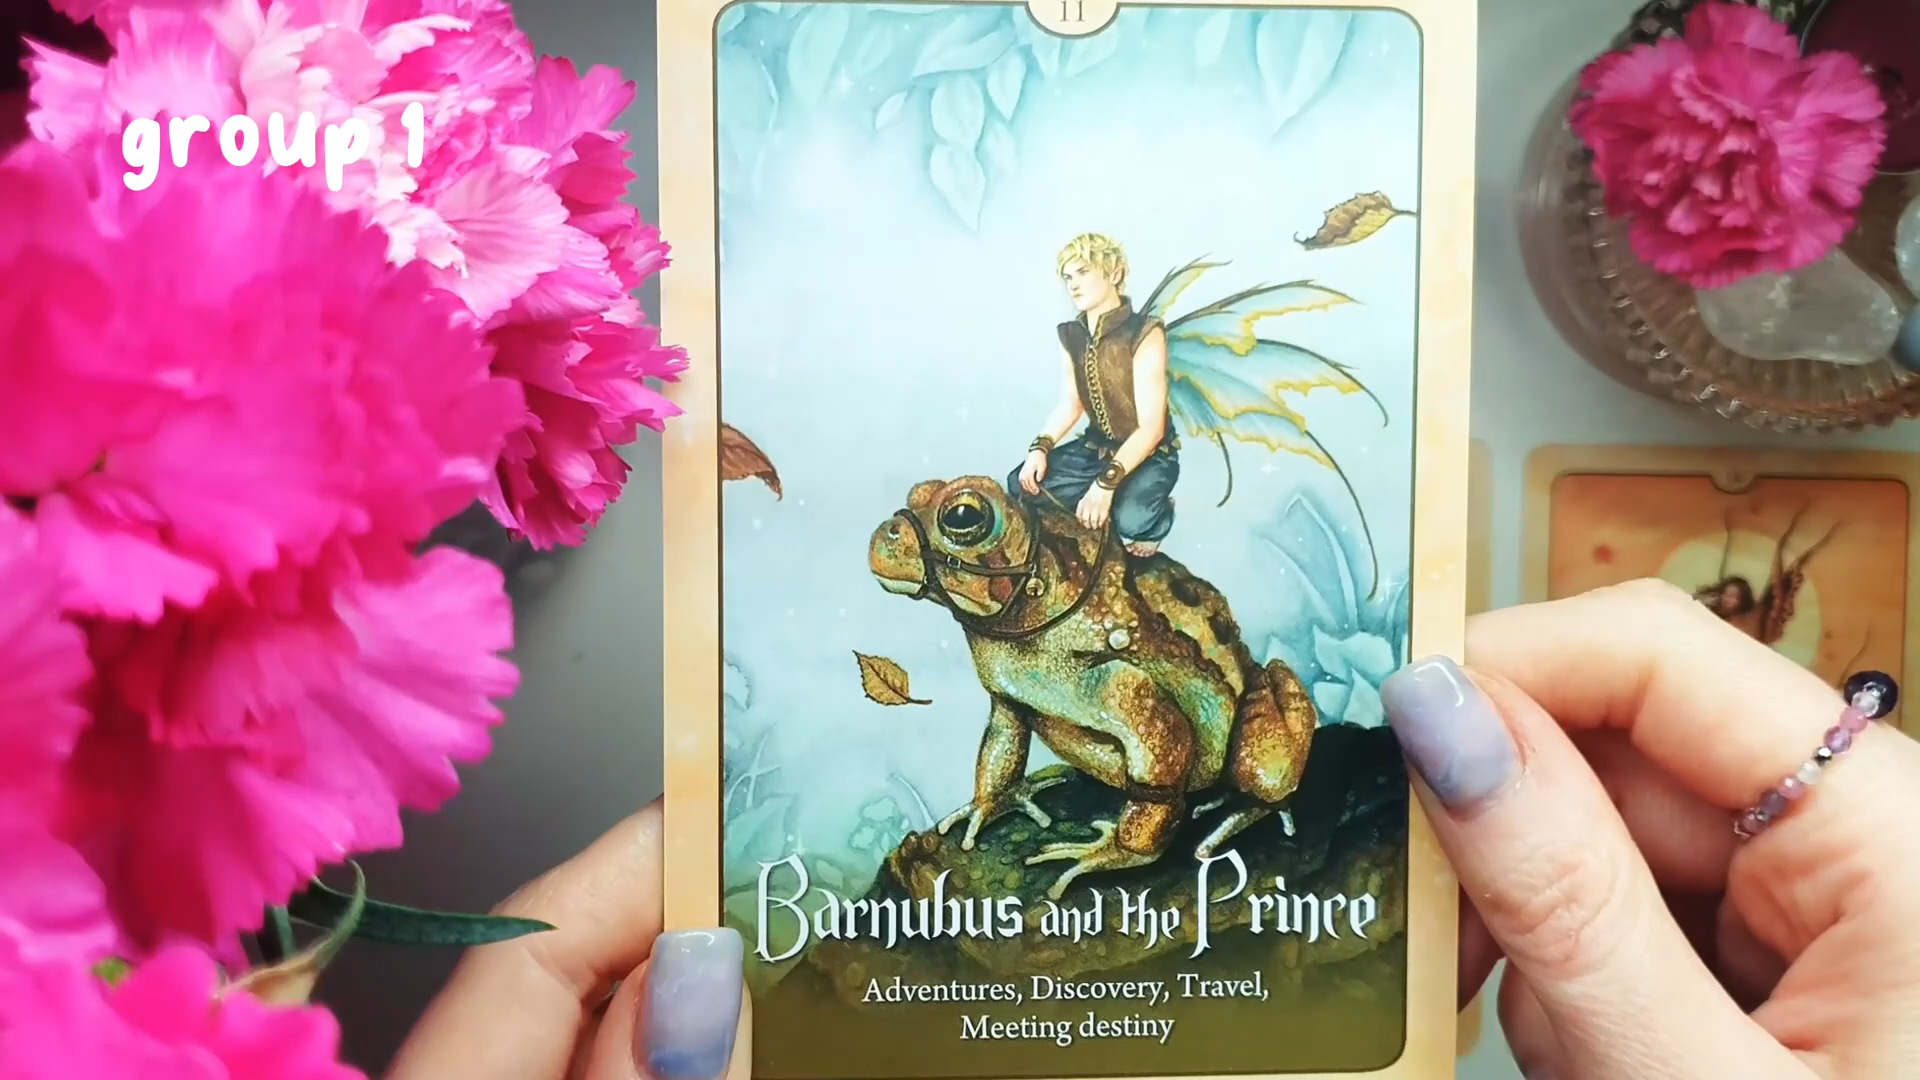 11
group 1
Barnubus and the Prince
Adventures, Discovery, Travel,
Meeting destiny